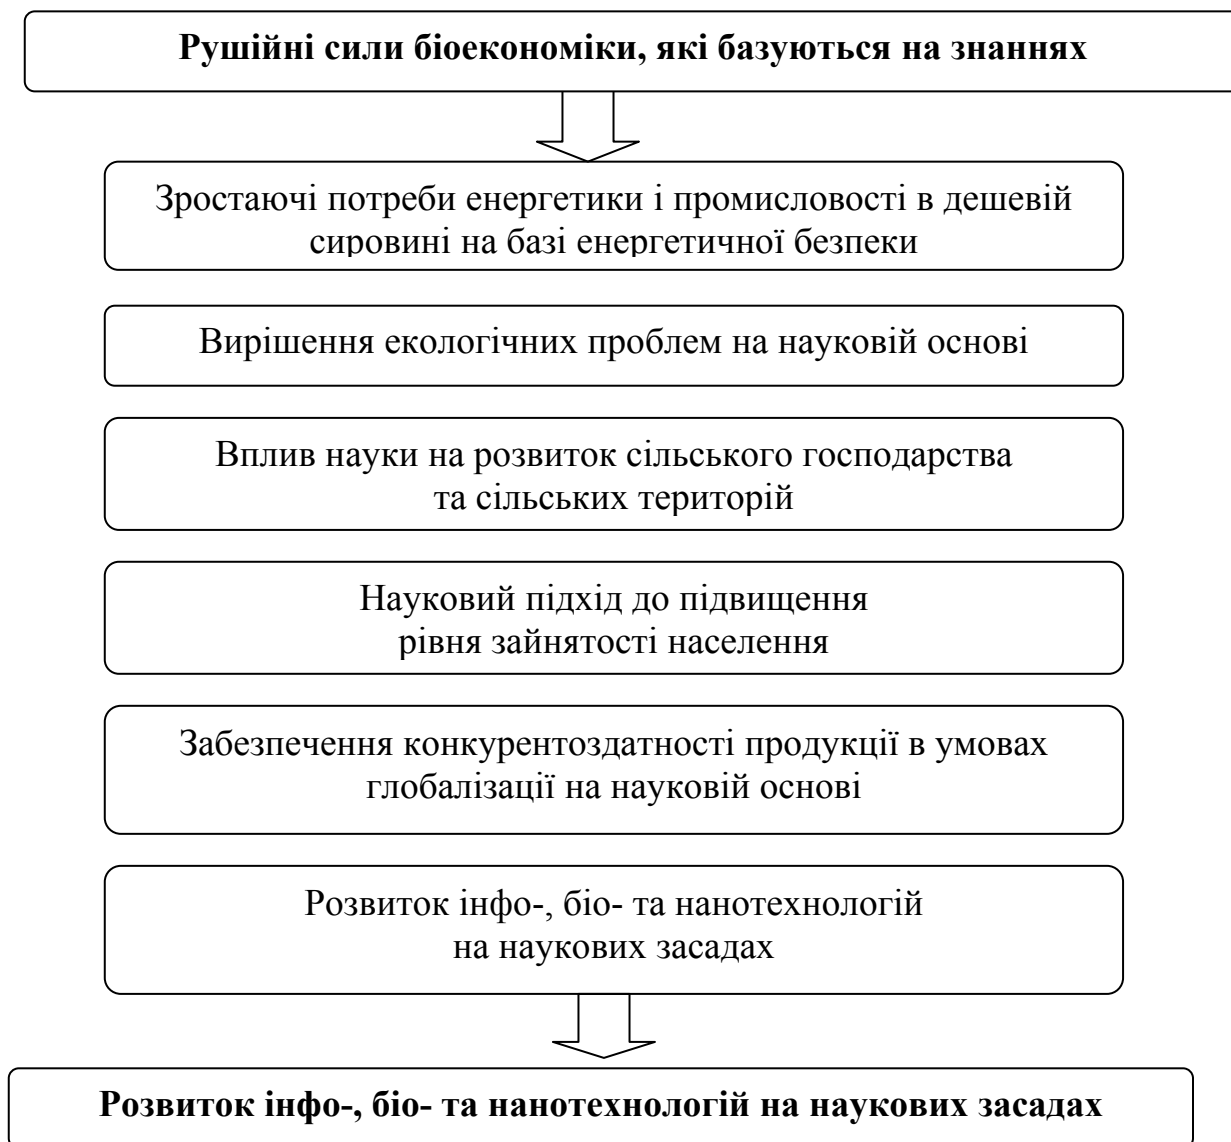 Рушійні сили біоекономіки, які базуються на знаннях
Зростаючі потреби енергетики і промисловості в дешевій
сировині на базі енергетичної безпеки
Вирішення екологічних проблем на науковій основі
Вплив науки на розвиток сільського господарства
та сільських територій
Науковий підхід до підвищення
рівня зайнятості населення
Забезпечення конкурентоздатності продукції в умовах
глобалізації на науковій основі
Розвиток інфо-, біо- та нанотехнологій
на наукових засадах
Розвиток інфо-, біо- та нанотехнологій на наукових засадах